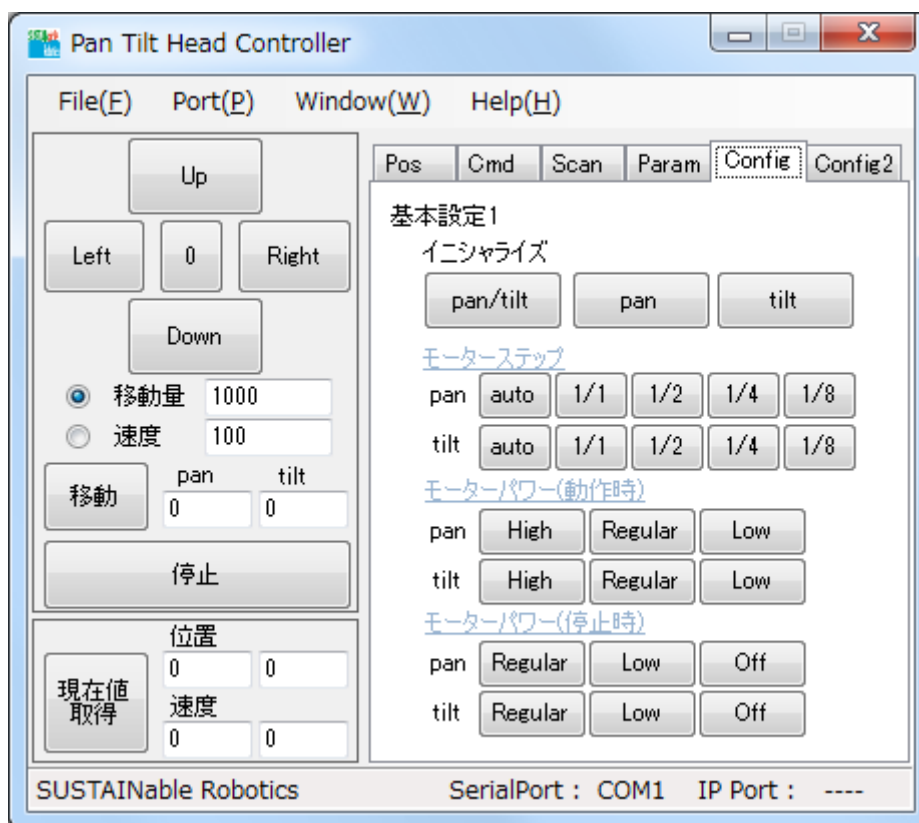 Pan Tilt Head Controller
File(F) Port(P) Window(W) Help(H)
Up
Left 0 Right
Down
移動量 1000
速度 100
pan tilt
移動 0 0
停止
位置
0 0
現在値
取得
速度
0 0
Pos Cmd Scan Param Config Config2
基本設定1
イニシャライズ
pan/tilt pan tilt
モーターステップ
pan auto 1/1 1/2 1/4 1/8
tilt auto 1/1 1/2 1/4 1/8
モーターパワー(動作時)
pan High Regular Low
tilt High Regular Low
モーターパワー(停止時)
pan Regular Low Off
tilt Regular Low Off
SUSTAINable Robotics SerialPort : COM1 IP Port : ----